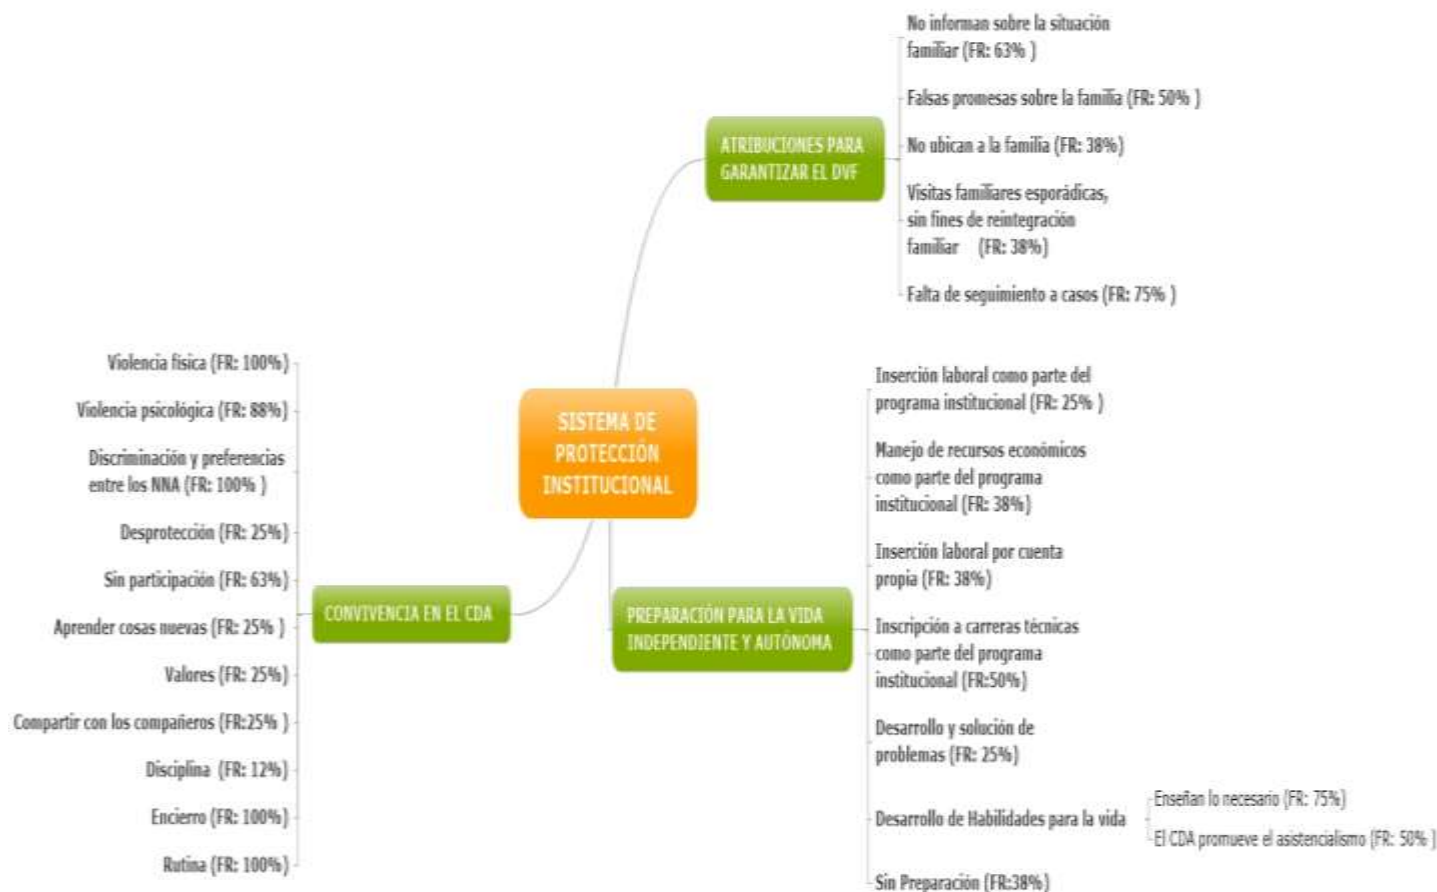 SISTEMA DE
PROTECCIÓN
INSTITUCIONAL
ATRIBUCIONES PARA
GARANTIZAR EL DVF
No informan sobre la situación
familiar (FR: 63% )
Falsas promesas sobre la familia (FR: 50% )
No ubican a la familia (FR: 38%)
Visitas familiares esporádicas,
sin fines de reintegración
familiar (FR: 38%)
Falta de seguimiento a casos (FR: 75% )
PREPARACIÓN PARA LA VIDA
INDEPENDIENTE Y AUTÓNOMA
Inserción laboral como parte del
programa institucional (FR: 25% )
Manejo de recursos económicos
como parte del programa
institucional (FR: 38%)
Inserción laboral por cuenta
propia (FR: 38%)
Inscripción a carreras técnicas
como parte del programa
institucional (FR:50%)
Desarrollo y solución de
problemas (FR: 25%)
Desarrollo de Habilidades para la vida
Enseñan lo necesario (FR: 75%)
El CDA promueve el asistencialismo (FR: 50% )
Sin Preparación (FR:38%)
CONVIVENCIA EN EL CDA
Violencia física (FR: 100%)
Violencia psicológica (FR: 88%)
Discriminación y preferencias
entre los NNA (FR: 100% )
Desprotección (FR: 25%)
Sin participación (FR: 63%)
Aprender cosas nuevas (FR: 25% )
Valores (FR: 25%)
Compartir con los compañeros (FR:25% )
Disciplina (FR: 12%)
Encierro (FR: 100%)
Rutina (FR: 100%)